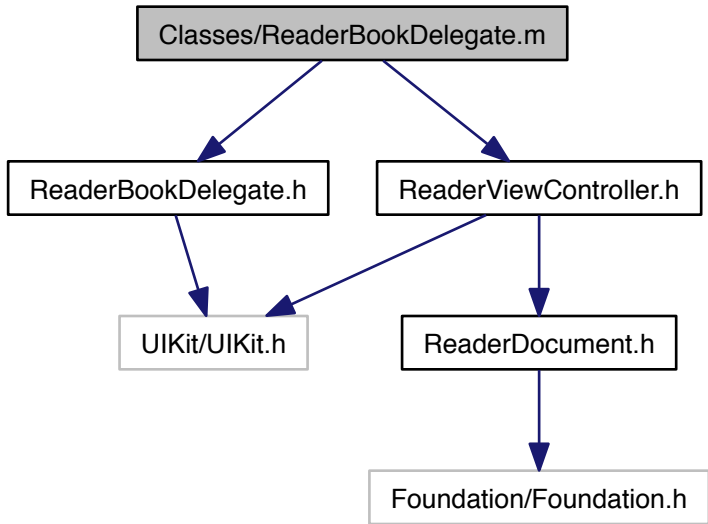 Classes/ReaderBookDelegate.m
ReaderBookDelegate.h
ReaderViewController.h
UIKit/UIKit.h
ReaderDocument.h
Foundation/Foundation.h